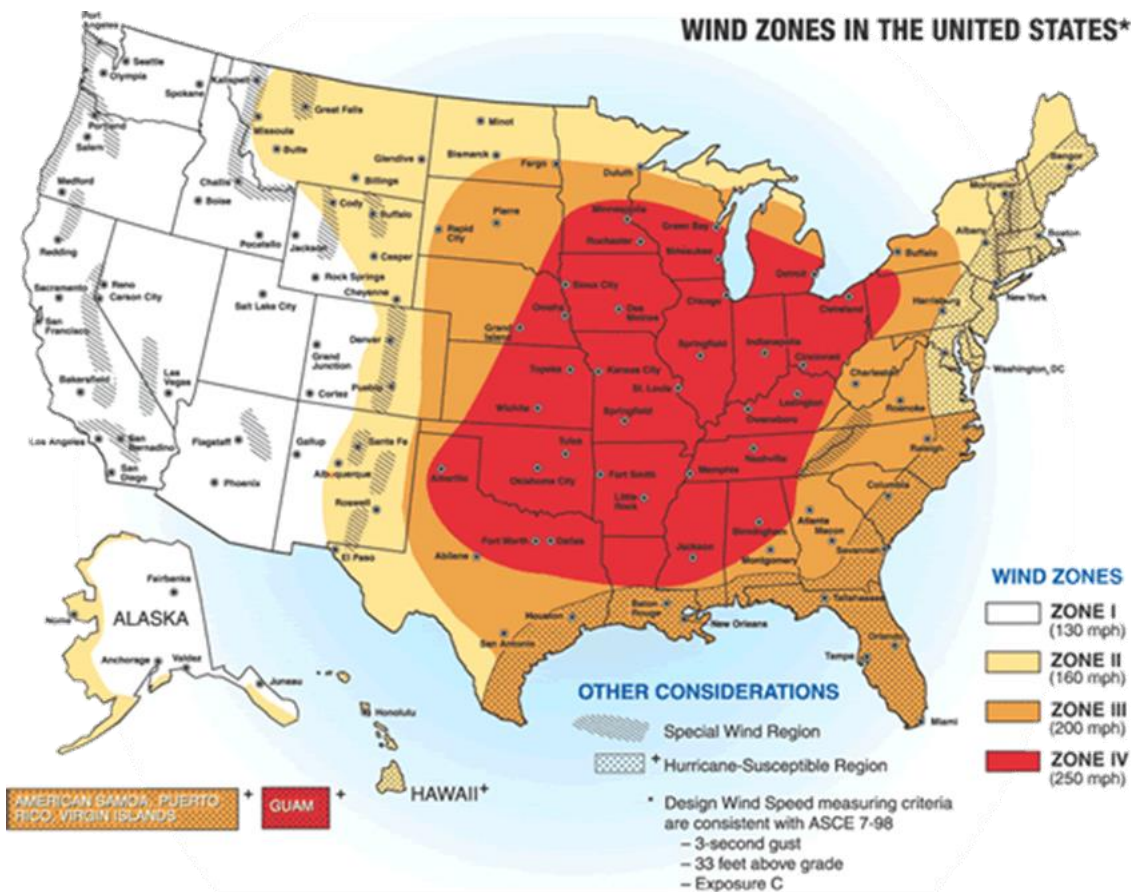 WIND ZONES IN THE UNITED STATES*
Port
Angeles
Seattle
Olympia
Spokane
Kalispell
Great Falls
Missoula
Butte
Glendive
Billings
Minot
Bismarck
Fargo
Duluth
Portland
Salem
Medford
Challis
Boise
Pocatello
Cody
Buffalo
Jackson
Casper
Rock Springs
Cheyenne
Rapid
City
Pierre
Minneapolis
Rochester
Green Bay
Milwaukee
Detroit
Buffalo
Albany
Montpelier
Bangor
Boston
New York
Redding
Sacramento
Reno
Carson City
San
Francisco
Salt Lake City
Denver
Grand
Junction
Pueblo
Cortez
Grand
Island
Omaha
Sioux City
Des
Moines
Chicago
Cleveland
Harrisburg
Washington, DC
Springfield
Indianapolis
Cincinnati
Charleston
Bakersfield
Las
Vegas
Los Angeles
San
Bernadino
San
Diego
Flagstaff
Phoenix
Gallup
Santa Fe
Albuquerque
Roswell
El Paso
Topeka
Kansas City
St. Louis
Wichita
Springfield
Lexington
Owensboro
Roanoke
Raleigh
Tulsa
Amarillo
Oklahoma City
Fort Smith
Little
Rock
Memphis
Nashville
Columbia
Atlanta
Macon
Savannah
Birmingham
Montgomery
Jackson
Fort Worth
Dallas
Abilene
Houston
San Antonio
Baton
Rouge
New Orleans
Tallahassee
Orlando
Tampa
Miami
Fairbanks
Nome
ALASKA
Anchorage
Valdez
Juneau
Honolulu
HAWAII+
AMERICAN SAMOA, PUERTO
RICO, VIRGIN ISLANDS
+
GUAM
+
OTHER CONSIDERATIONS
Special Wind Region
+ Hurricane-Susceptible Region
* Design Wind Speed measuring criteria
are consistent with ASCE 7-98
– 3-second gust
– 33 feet above grade
– Exposure C
WIND ZONES
ZONE I
(130 mph)
ZONE II
(160 mph)
ZONE III
(200 mph)
ZONE IV
(250 mph)